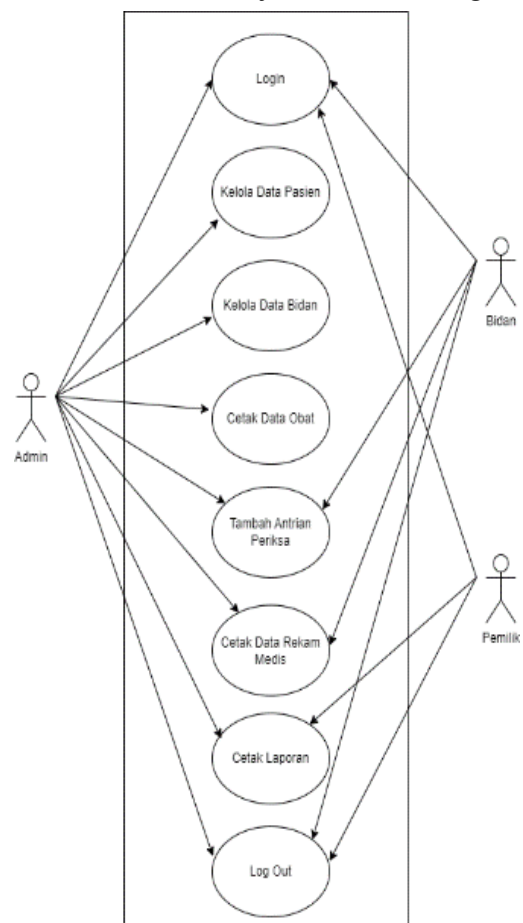 Login
Kelola Data Pasien
Kelola Data Bidan
Bidan
Cetak Data Obat
Admin
Tambah Antrian
Periksa
Cetak Data Rekam
Medis
Pemilik
Cetak Laporan
Log Out